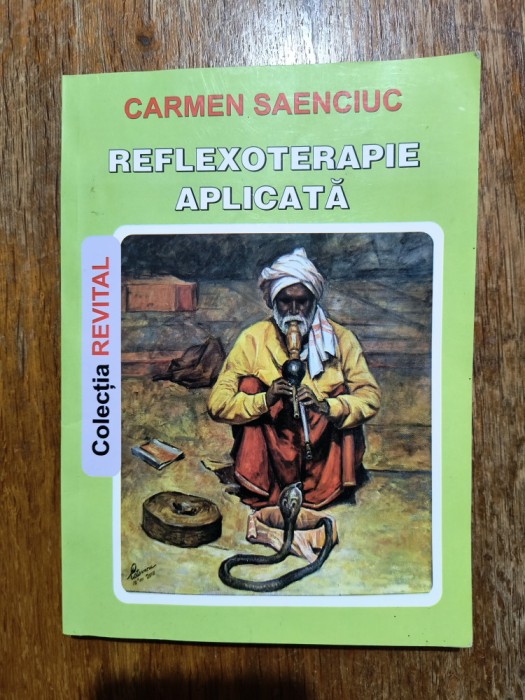 CARMEN SAENCIUC
REFLEXOTERAPIE
APLICATĂ
Colecția REVITAL